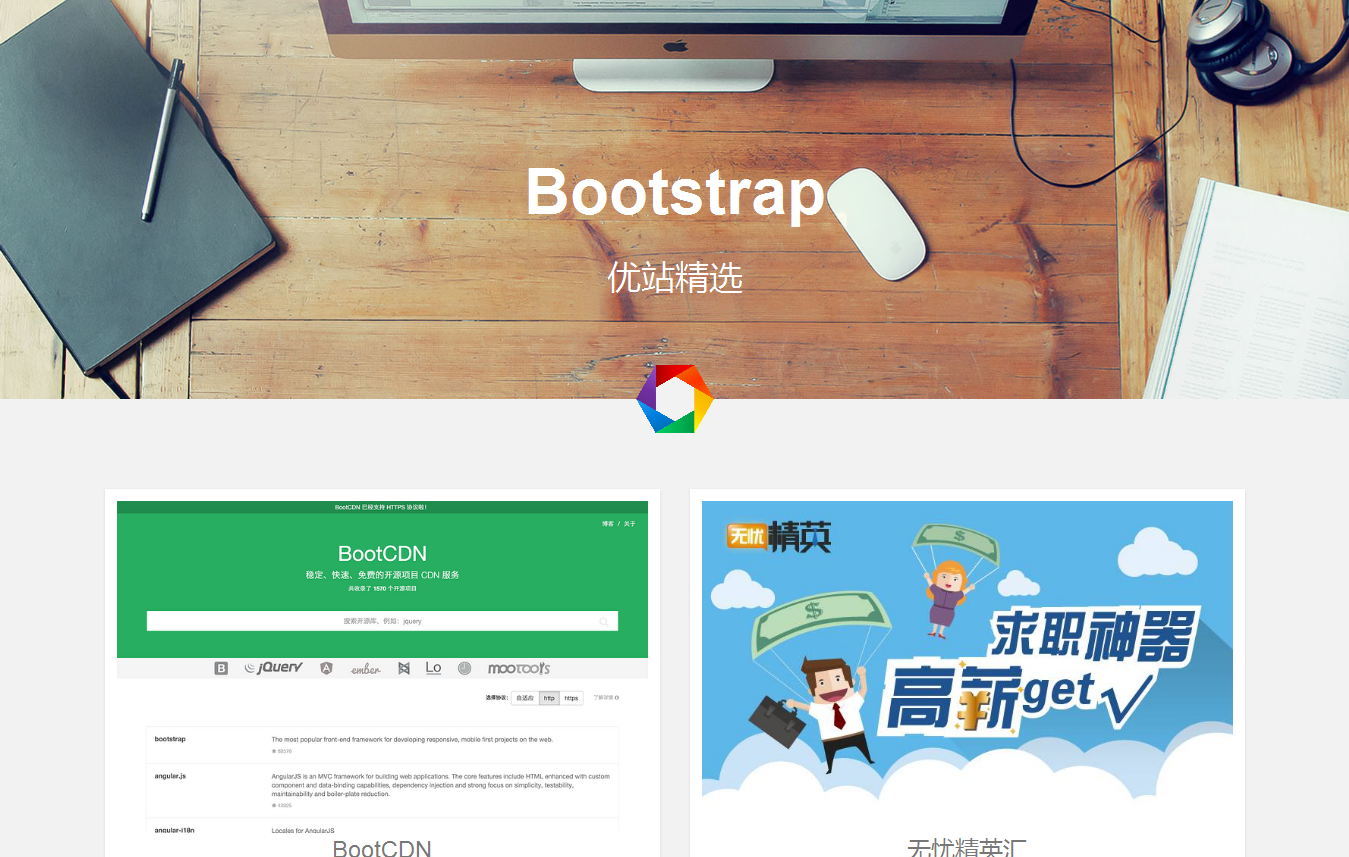 Bootstrap
优站精选
BootCDN 已经支持 HTTPS 协议啦！
博客 / 关于
BootCDN
稳定、快速、免费的开源项目 CDN 服务
共收录了 1570 个开源项目
搜索开源库，例如：jquery
B jQuery A ember Lo mootools
选择协议： 自适应 http https 了解详情
bootstrap
The most popular front-end framework for developing responsive, mobile first projects on the web.
angular.js
AngularJS is an MVC framework for building web applications. The core features include HTML enhanced with custom
component and data-binding capabilities, dependency injection and strong focus on simplicity, testability,
maintainability and boiler-plate reduction.
angular-i18n
Locales for AngularJS
BootCDN
无忧精英
求职神器
高薪get
无忧精英汇